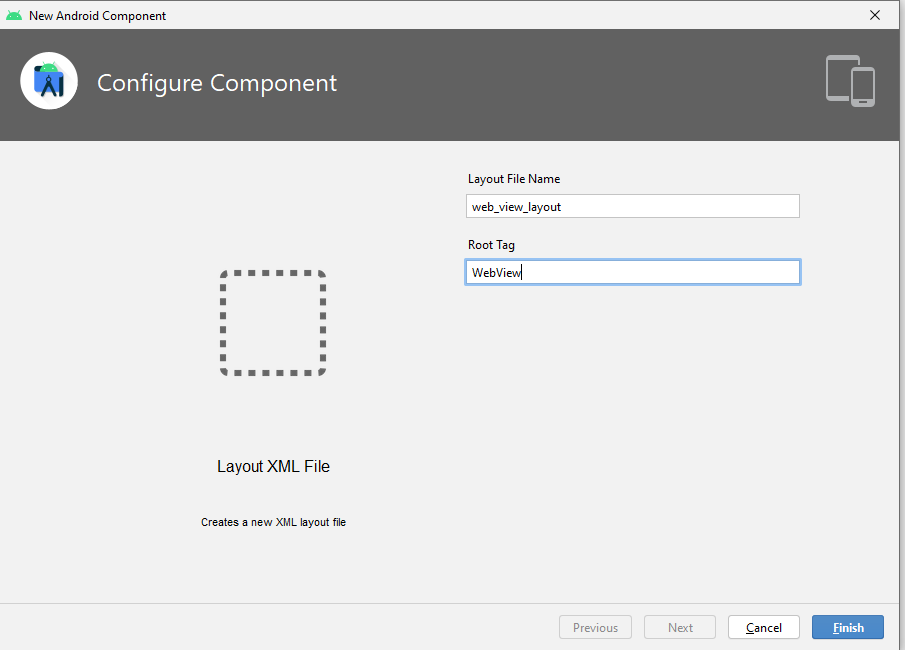 New Android Component
Configure Component
Layout File Name
web_view_layout
Root Tag
WebView
Layout XML File
Creates a new XML layout file
Previous
Next
Cancel
Finish